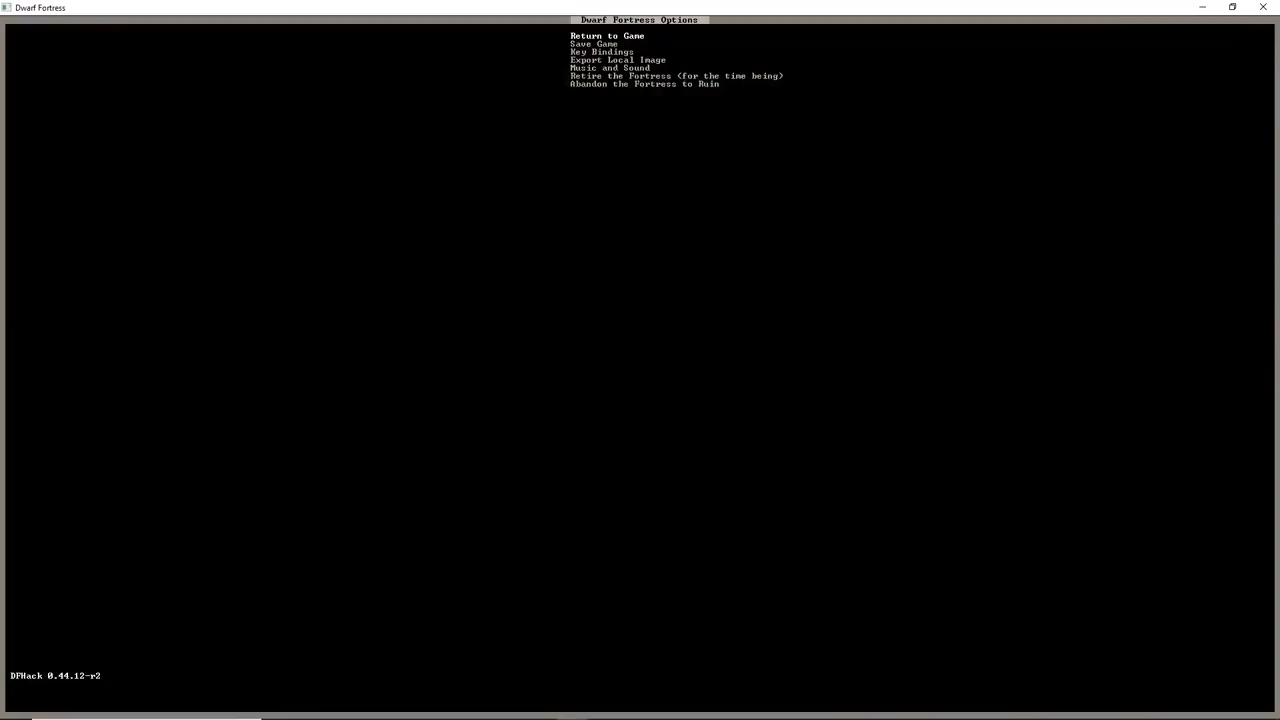 Dwarf Fortress
Dwarf Fortress Options
Return to Game
Save Game
Key Bindings
Export Local Image
Music and Sound
Retire the Fortress (for the time being)
Abandon the Fortress to Ruin
DFHack 0.44.12-r2